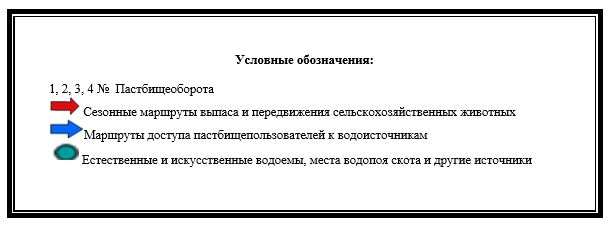 Условные обозначения:
1, 2, 3, 4 № Пастбищеоборота
Сезонные маршруты выпаса и передвижения сельскохозяйственных животных
Маршруты доступа пастбищепользователей к водоисточникам
Естественные и искусственные водоемы, места водопоя скота и другие источники